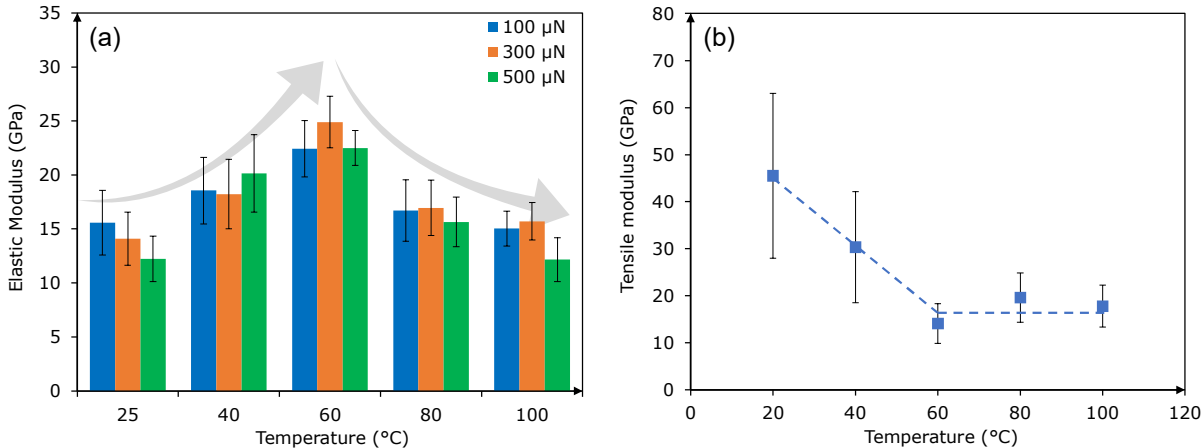 (a)
100 µN
300 µN
500 µN
Elastic Modulus (GPa)
35
30
25
20
15
10
5
0
25 40 60 80 100
Temperature (°C)
(b)
Tensile modulus (GPa)
80
70
60
50
40
30
20
10
0
0 20 40 60 80 100 120
Temperature (°C)